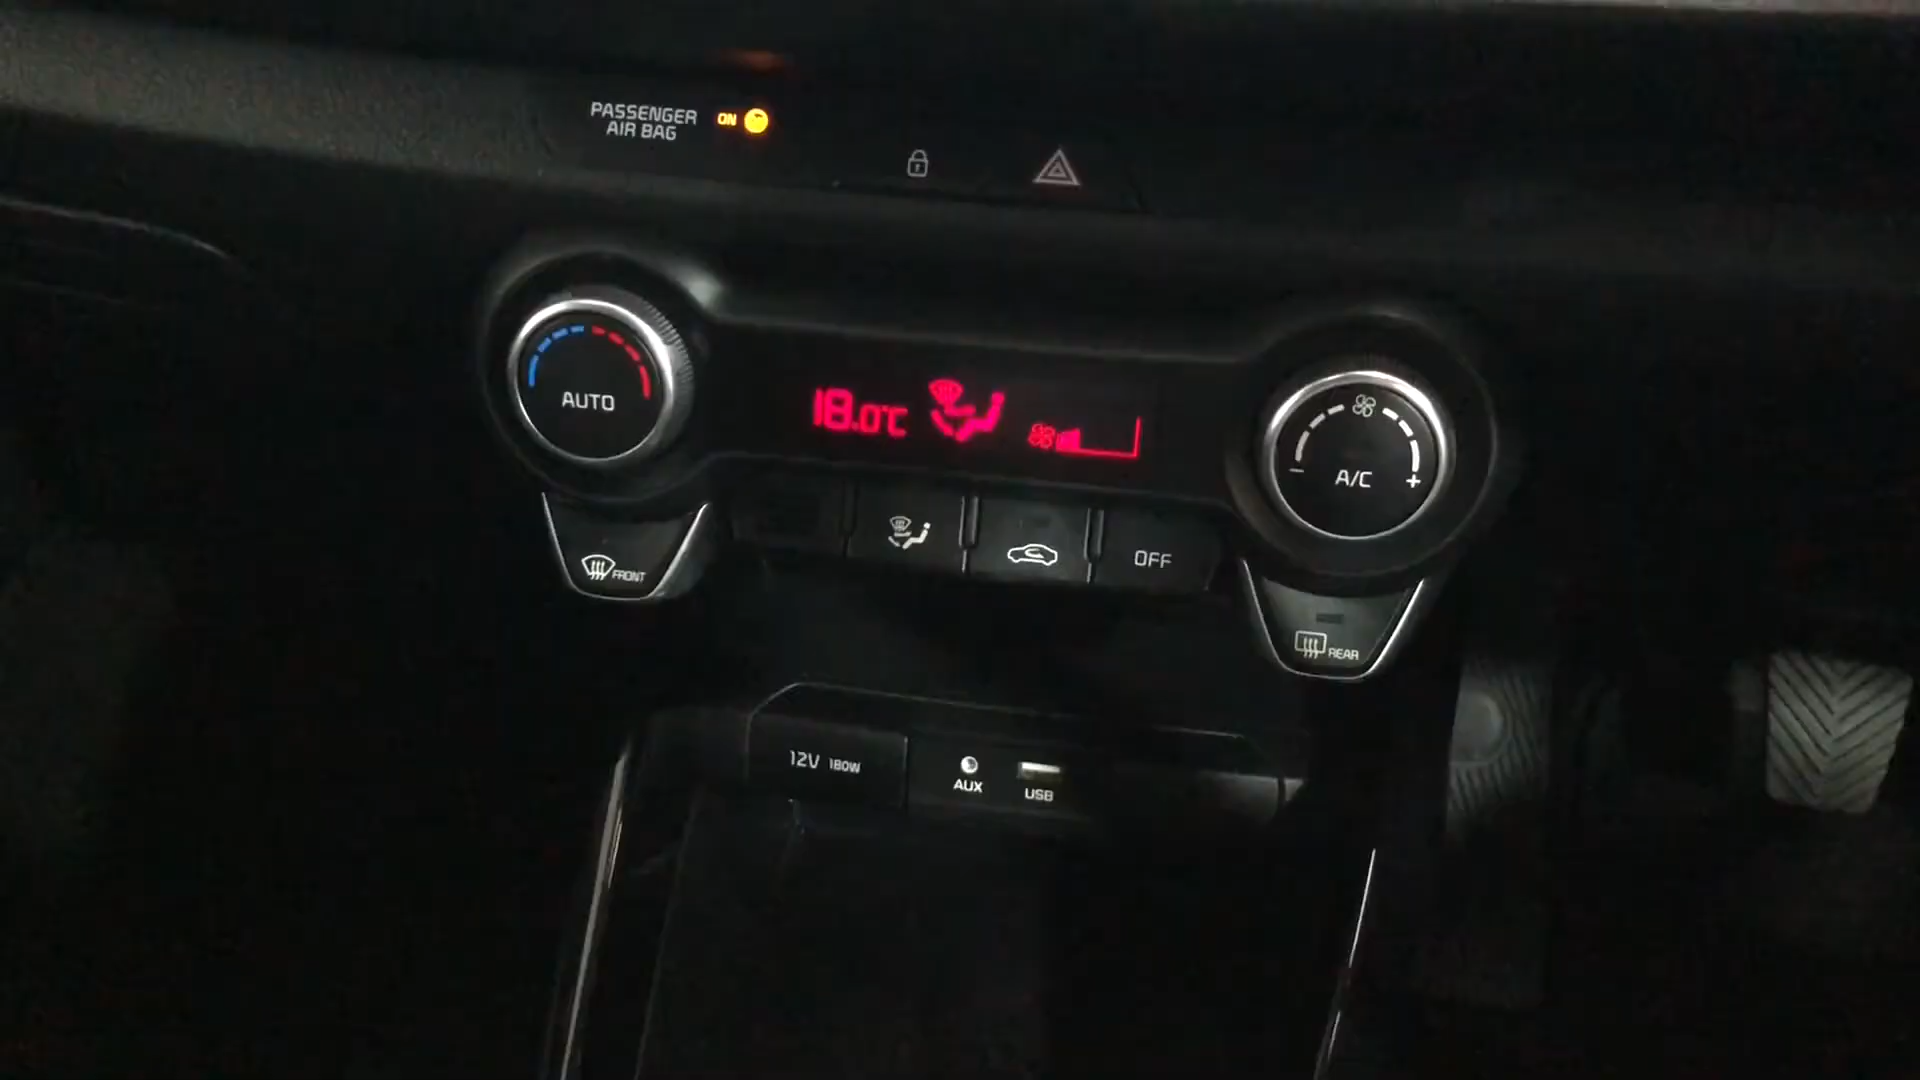 PASSENGER
AIR BAG
ON
AUTO
18.0°C
A/C
- +
FRONT
OFF
REAR
12V 180W
AUX
USB